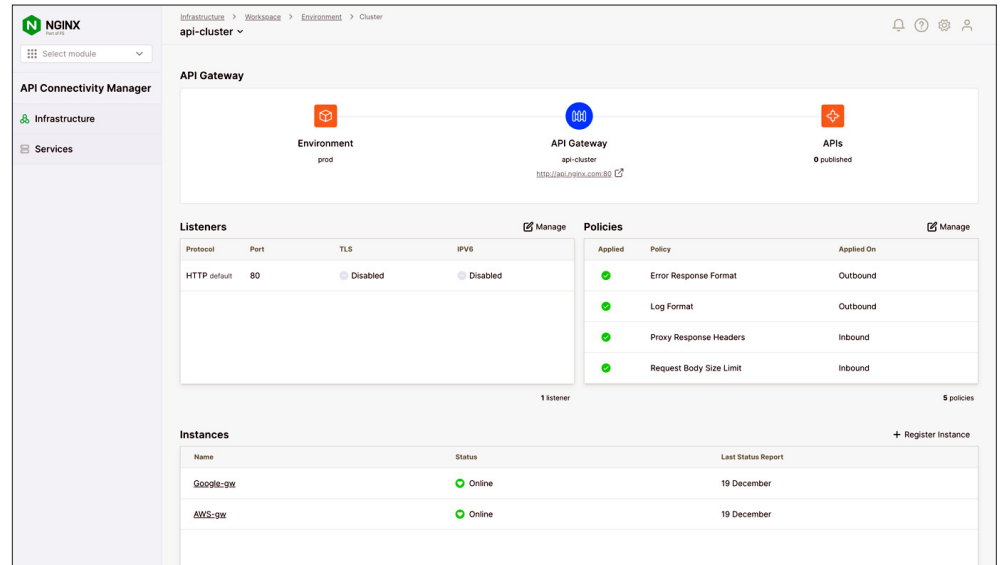 NGINX
Part of F5
Select module
API Connectivity Manager
Infrastructure
Services
Infrastructure > Workspace > Environment > Cluster
api-cluster
API Gateway
Environment
prod
API Gateway
api-cluster
http://api.nginx.com:80
APIs
0 published
Listeners
Manage
Protocol Port TLS IPV6
HTTP default 80 Disabled Disabled
1 listener
Policies
Manage
Applied Policy Applied On
Error Response Format Outbound
Log Format Outbound
Proxy Response Headers Inbound
Request Body Size Limit Inbound
5 policies
Instances
+ Register Instance
Name Status Last Status Report
Google-gw Online 19 December
AWS-gw Online 19 December